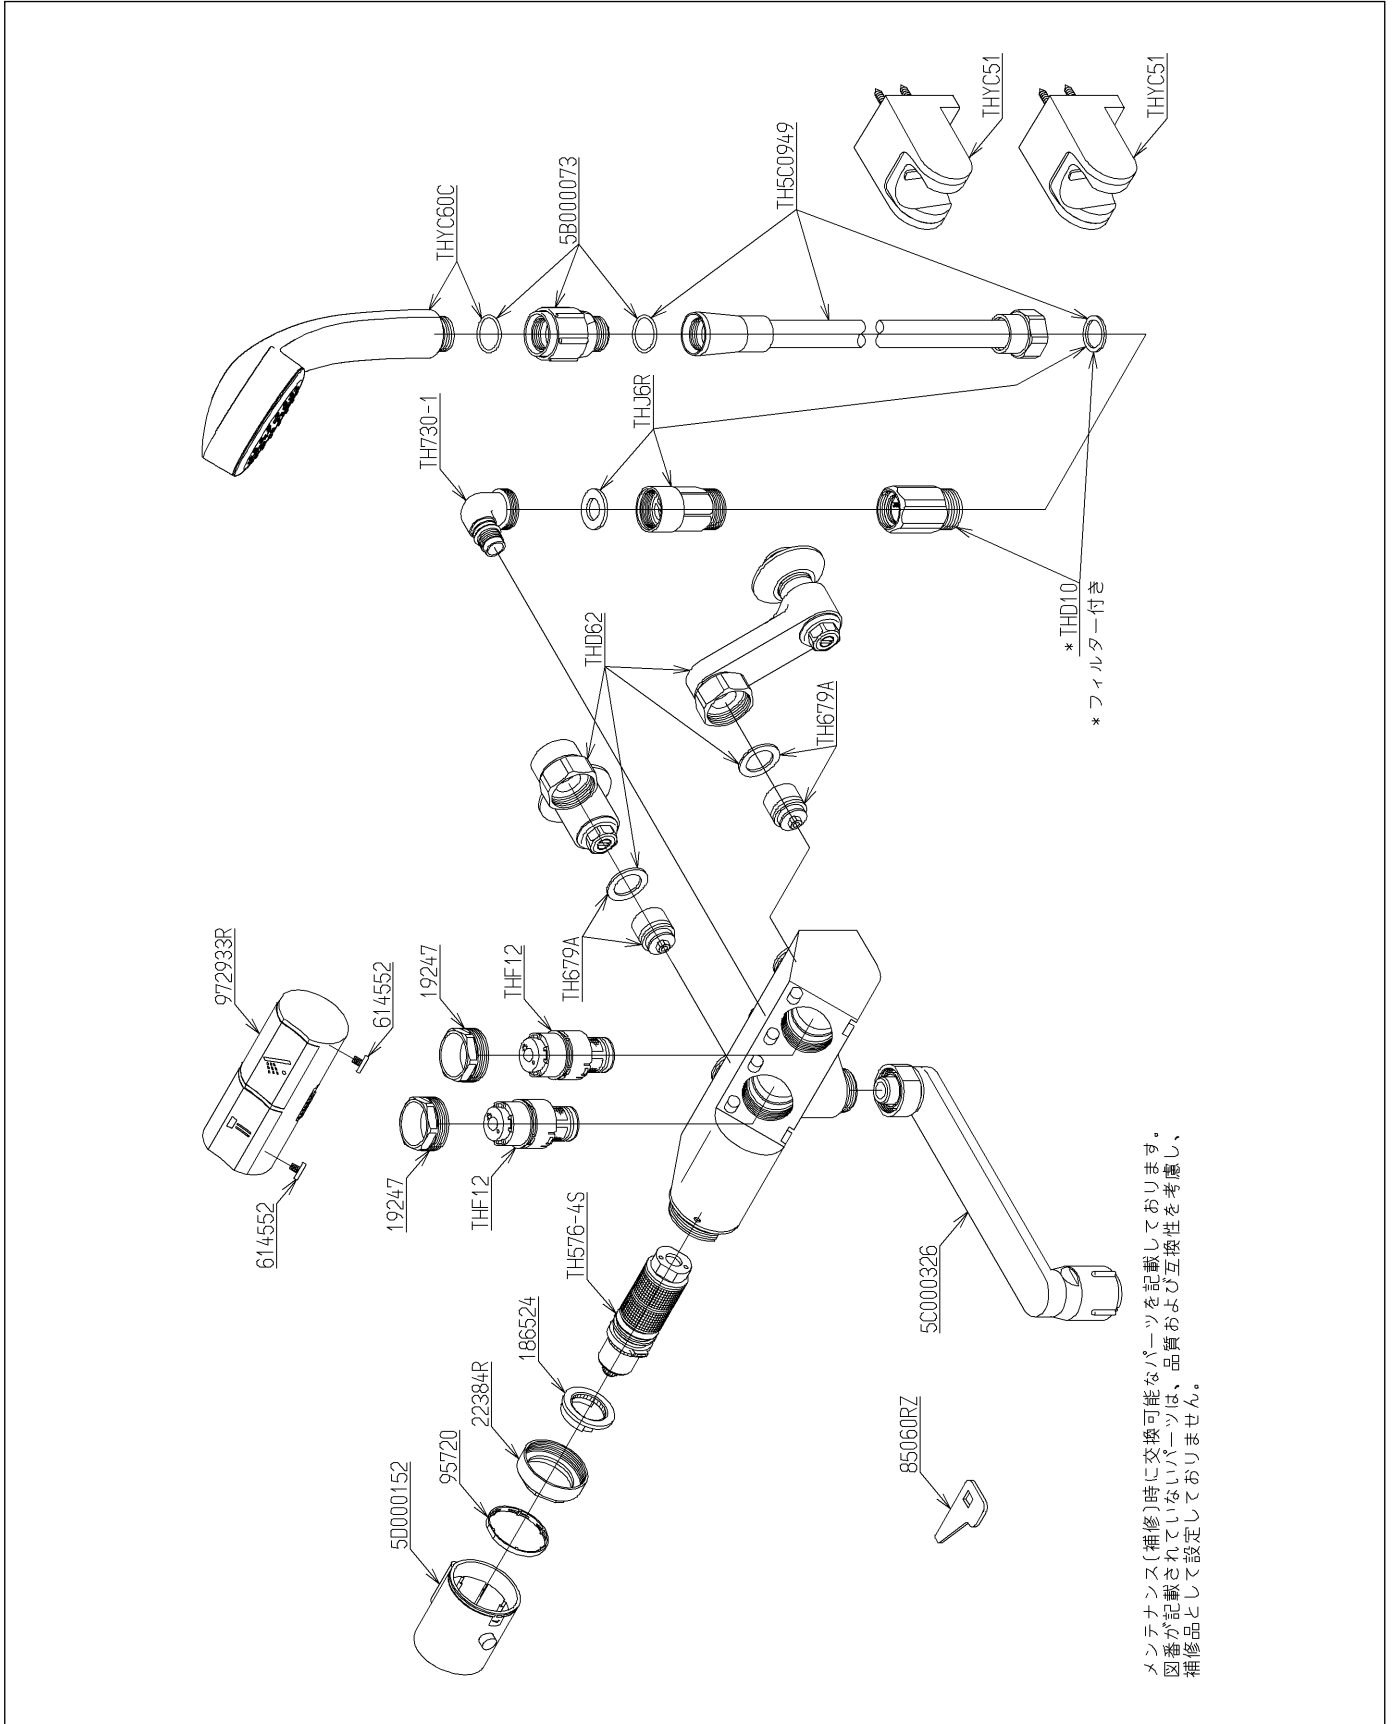 THYC60C
5B000073
TH5C0949
THYC51
THYC51
TH730-1
THJ6R
*THD10
*フィルター付き
THD62
TH679A
TH679A
972933R
614552
614552
19247
19247
THF12
THF12
TH576-4S
186524
22384R
95720
5D000152
5C000326
85060RZ
メンテナンス(補修)時に交換可能なパーツを記載しております。
図番が記載されていないパーツは、品質および互換性を考慮し、
補修品として設定しておりません。